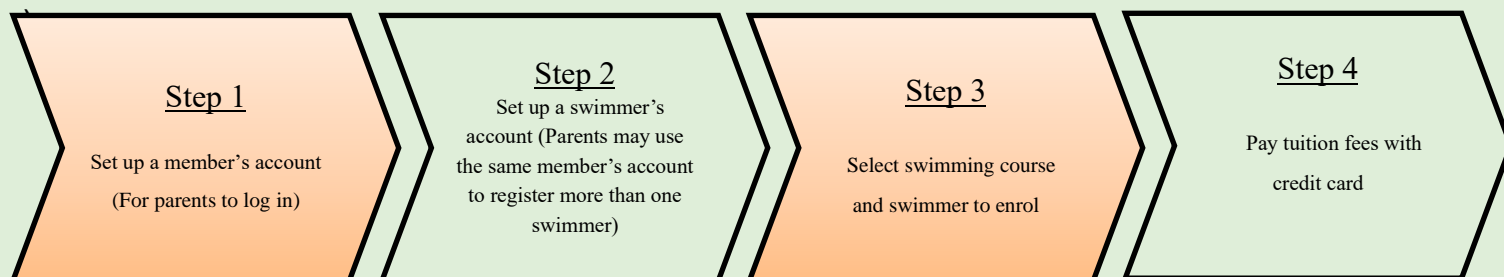 Step 1
Set up a member’s account
(For parents to log in)
Step 2
Set up a swimmer’s
account (Parents may use
the same member’s account
to register more than one
swimmer)
Step 3
Select swimming course
and swimmer to enrol
Step 4
Pay tuition fees with
credit card